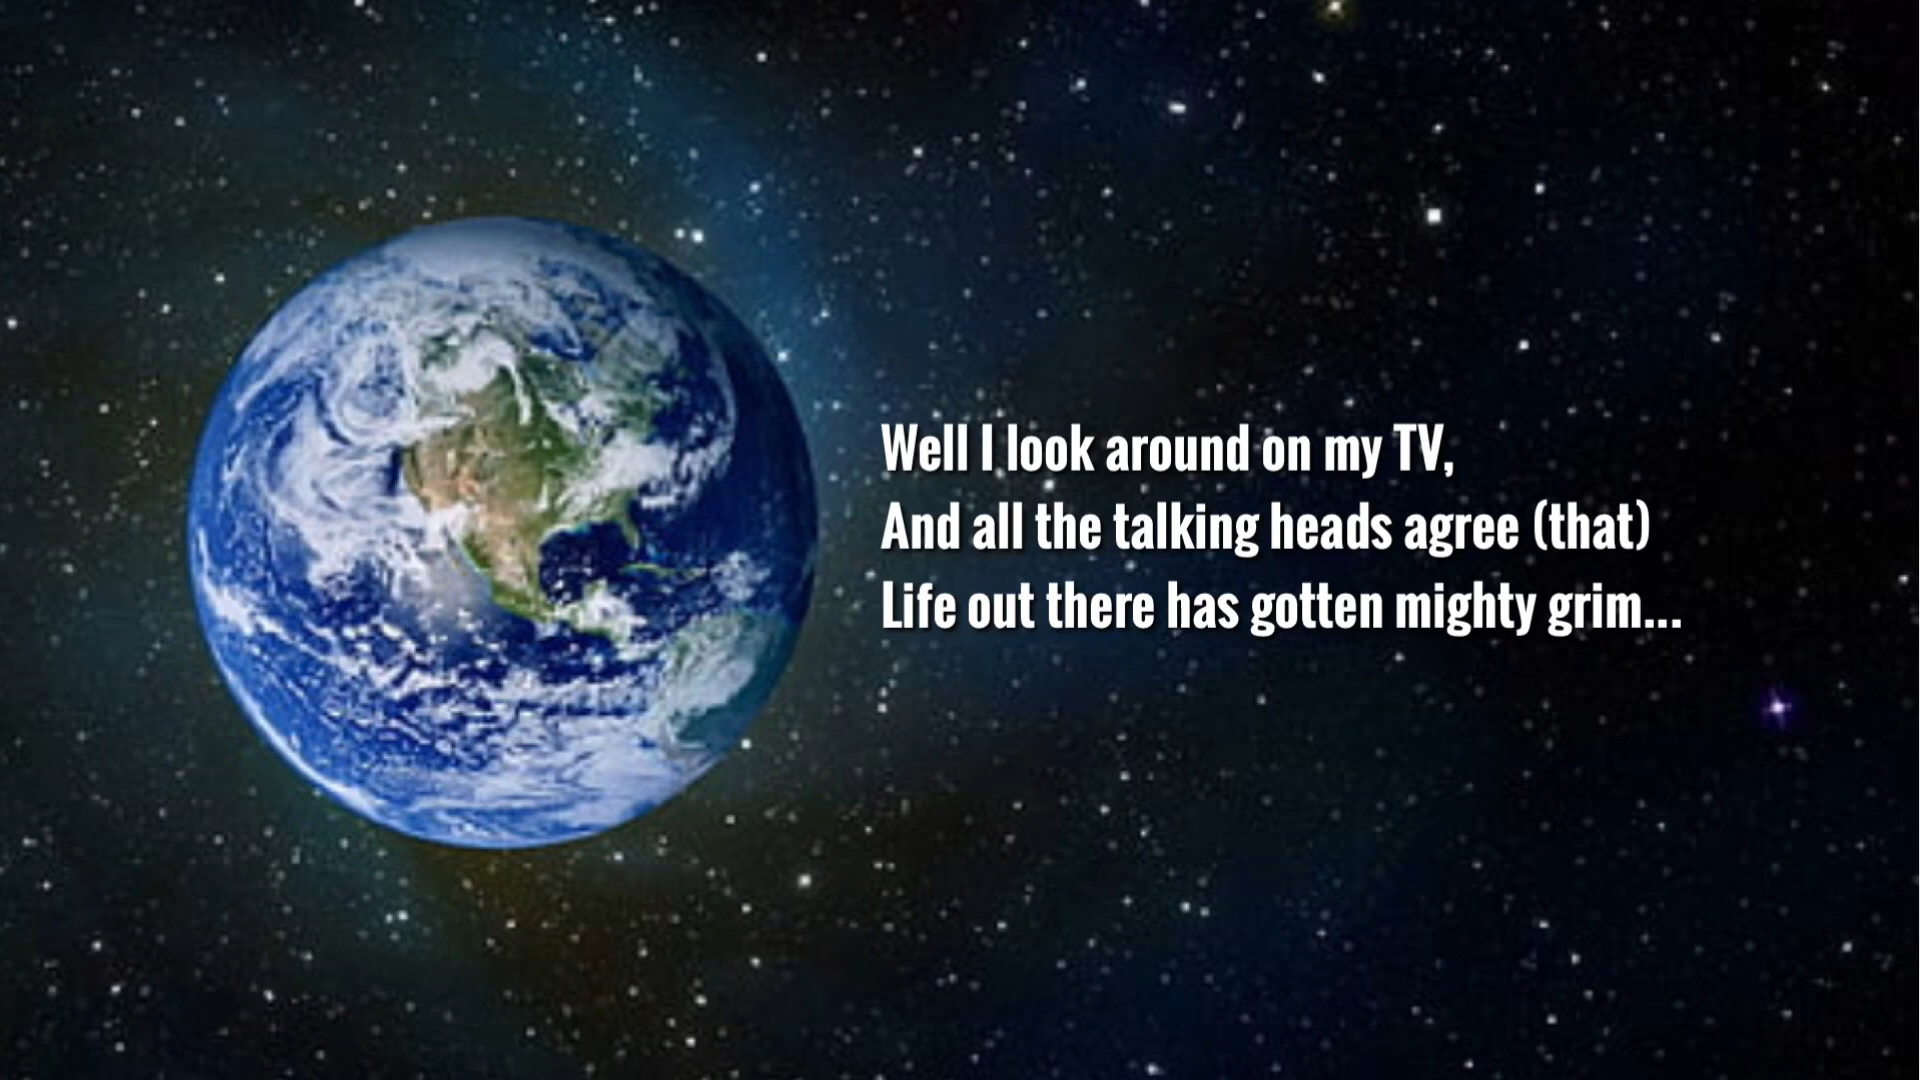 Well I look around on my TV,
And all the talking heads agree (that)
Life out there has gotten mighty grim...